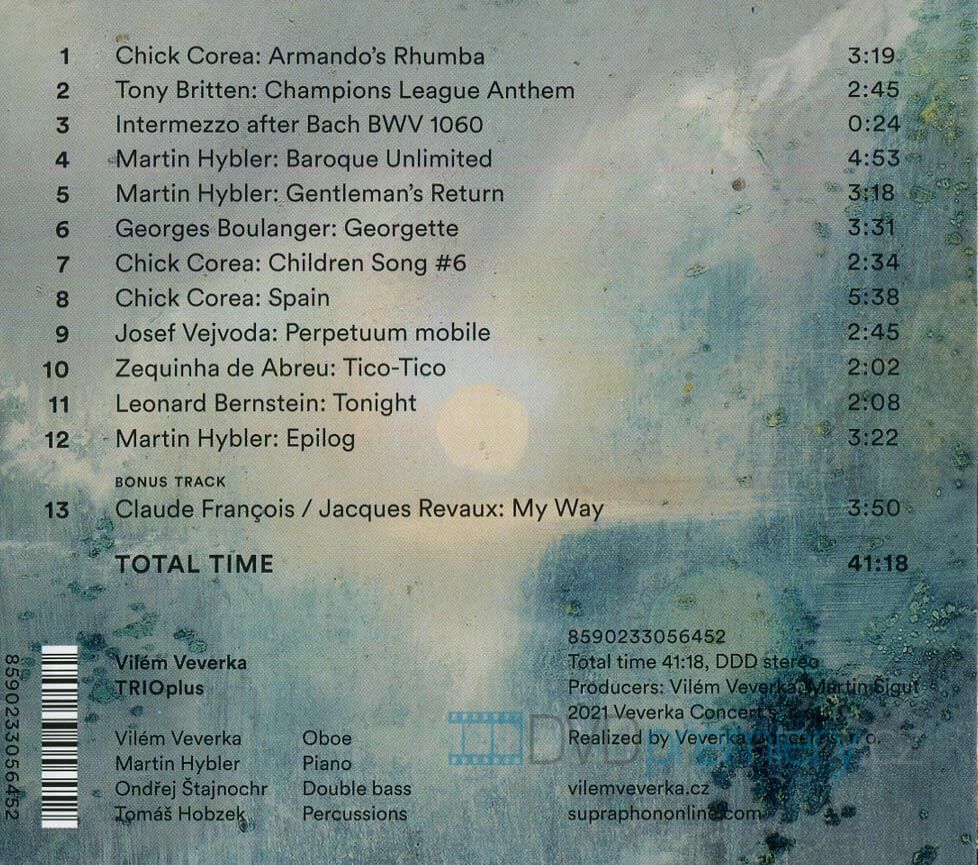 1 Chick Corea: Armando's Rhumba 3:19
2 Tony Britten: Champions League Anthem 2:45
3 Intermezzo after Bach BWV 1060 0:24
4 Martin Hybler: Baroque Unlimited 4:53
5 Martin Hybler: Gentleman's Return 3:18
6 Georges Boulanger: Georgette 3:31
7 Chick Corea: Children Song #6 2:34
8 Chick Corea: Spain 5:38
9 Josef Vejvoda: Perpetuum mobile 2:45
10 Zequinha de Abreu: Tico-Tico 2:02
11 Leonard Bernstein: Tonight 2:08
12 Martin Hybler: Epilog 3:22
BONUS TRACK
13 Claude François / Jacques Revaux: My Way 3:50
TOTAL TIME 41:18
Vilém Veverka
TRIOplus
Vilém Veverka Oboe
Martin Hybler Piano
Ondřej Štajnochr Double bass
Tomáš Hobzek Percussions
8590233056452
Total time 41:18, DDD stereo
Producers: Vilém Veverka, Martin Sigut
2021 Veverka Concerts
Realized by Veverka Concerts
vilemveverka.cz
supraphononline.com
8590233056452